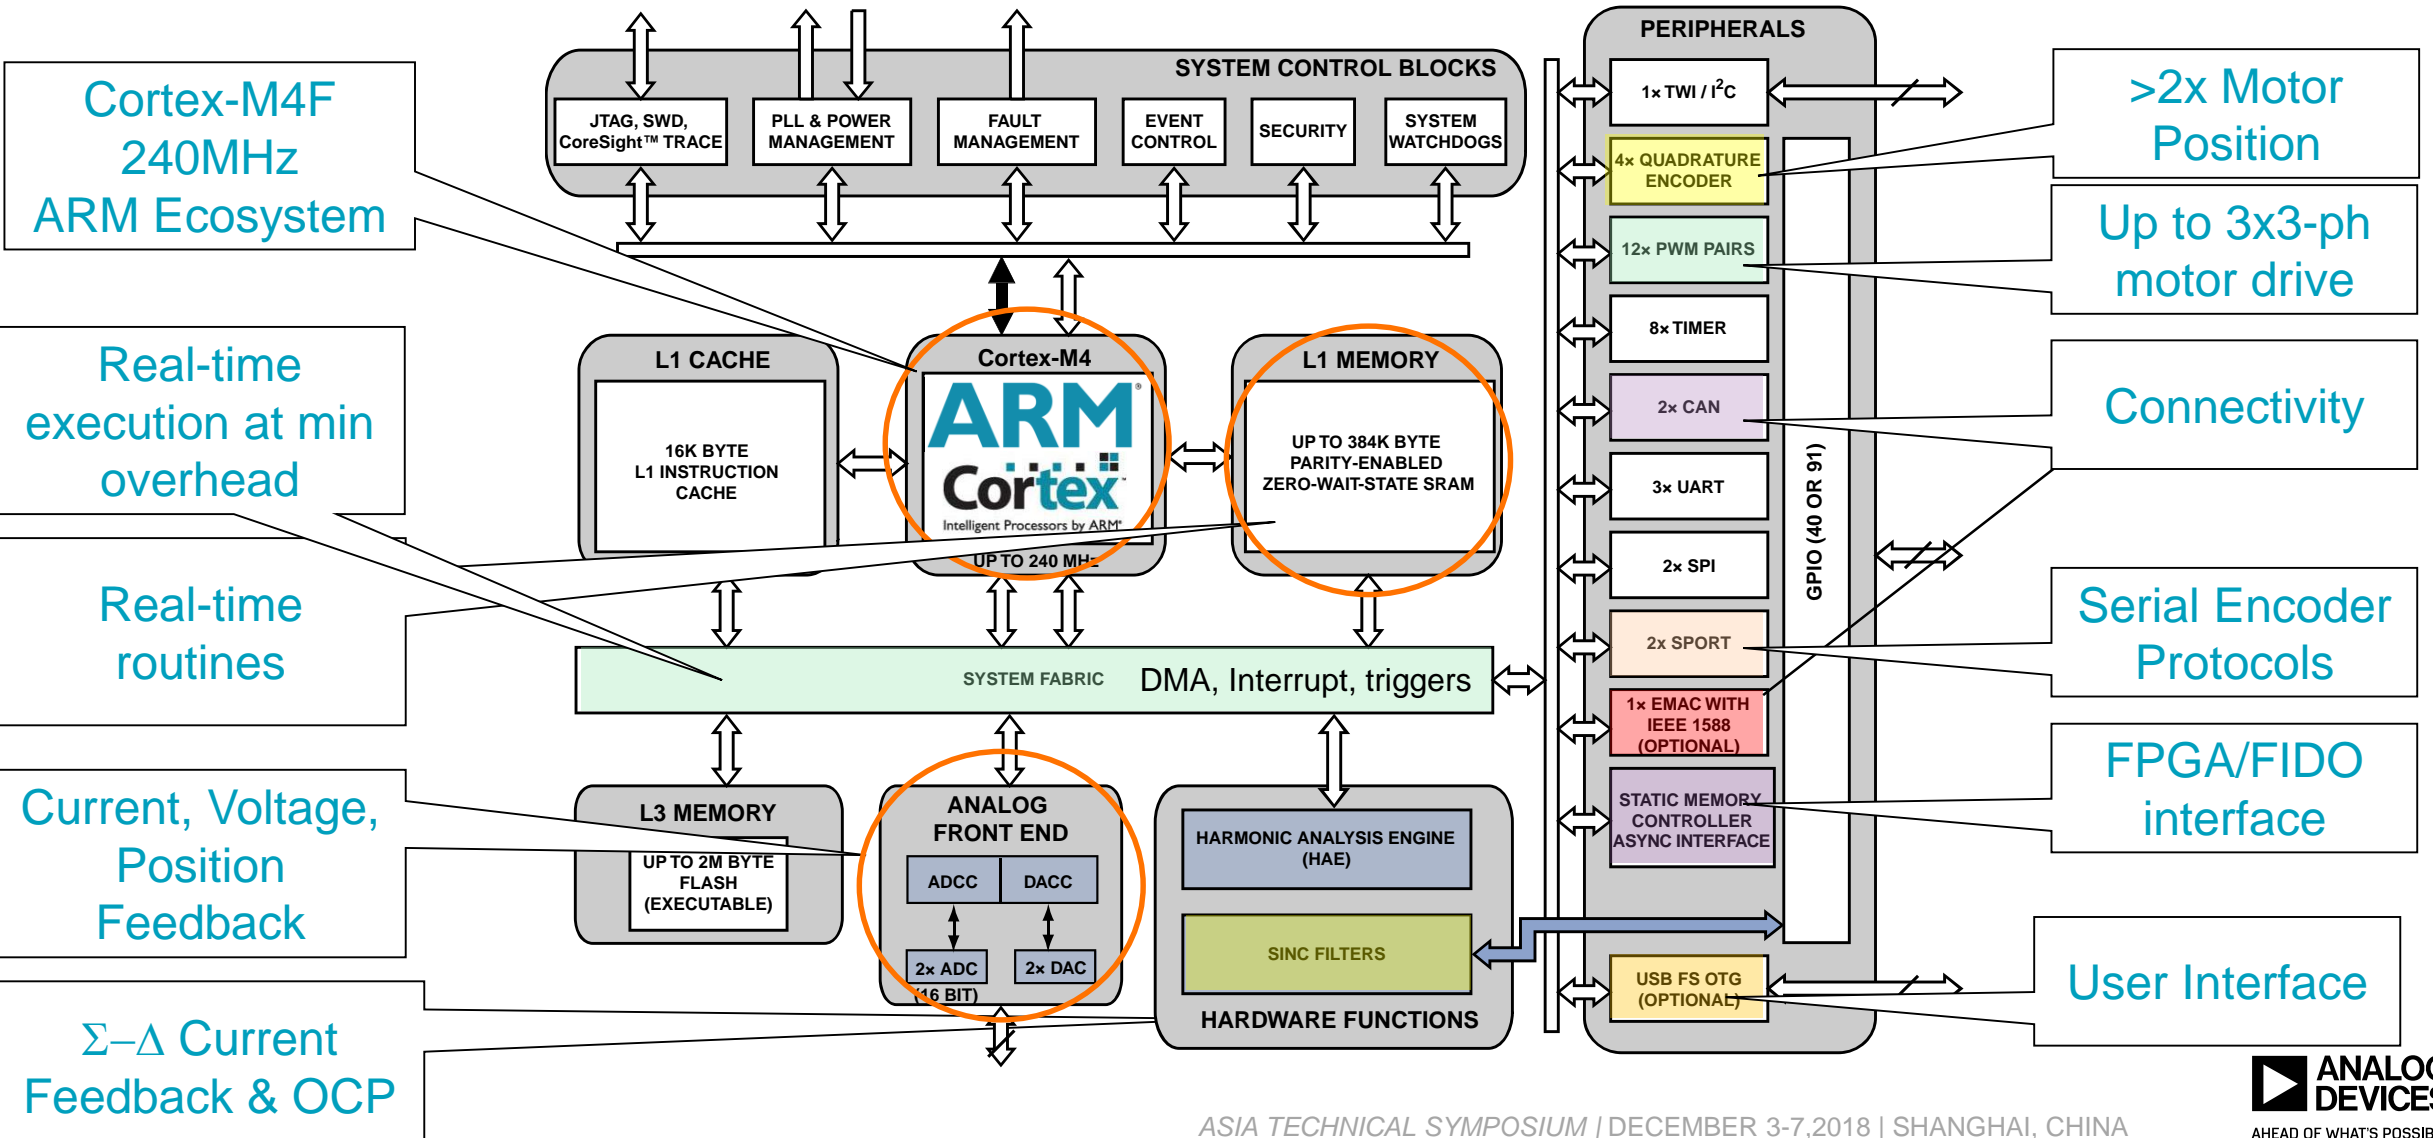 Cortex-M4F
240MHz
ARM Ecosystem
Real-time
execution at min
overhead
Real-time
routines
Current, Voltage,
Position
Feedback
Σ–Δ Current
Feedback & OCP
SYSTEM CONTROL BLOCKS
JTAG, SWD,
CoreSight™ TRACE
PLL & POWER
MANAGEMENT
FAULT
MANAGEMENT
EVENT
CONTROL
SECURITY
SYSTEM
WATCHDOGS
L1 CACHE
16K BYTE
L1 INSTRUCTION
CACHE
Cortex-M4
ARM®
Cortex
Intelligent Processors by ARM®
UP TO 240 MHz
L1 MEMORY
UP TO 384K BYTE
PARITY-ENABLED
ZERO-WAIT-STATE SRAM
SYSTEM FABRIC DMA, Interrupt, triggers
L3 MEMORY
UP TO 2M BYTE
FLASH
(EXECUTABLE)
ANALOG
FRONT END
ADCC DACC
2× ADC 2× DAC
(16 BIT)
HARMONIC ANALYSIS ENGINE
(HAE)
SINC FILTERS
HARDWARE FUNCTIONS
PERIPHERALS
1× TWI / I²C
4× QUADRATURE
ENCODER
12× PWM PAIRS
8× TIMER
2× CAN
3× UART
2× SPI
2x SPORT
1× EMAC WITH
IEEE 1588
(OPTIONAL)
STATIC MEMORY
CONTROLLER
ASYNC INTERFACE
USB FS OTG
(OPTIONAL)
GPIO (40 OR 91)
>2x Motor
Position
Up to 3x3-ph
motor drive
Connectivity
Serial Encoder
Protocols
FPGA/FIDO
interface
User Interface
ANALOG
DEVICES
AHEAD OF WHAT'S POSSIB
ASIA TECHNICAL SYMPOSIUM | DECEMBER 3-7,2018 | SHANGHAI, CHINA